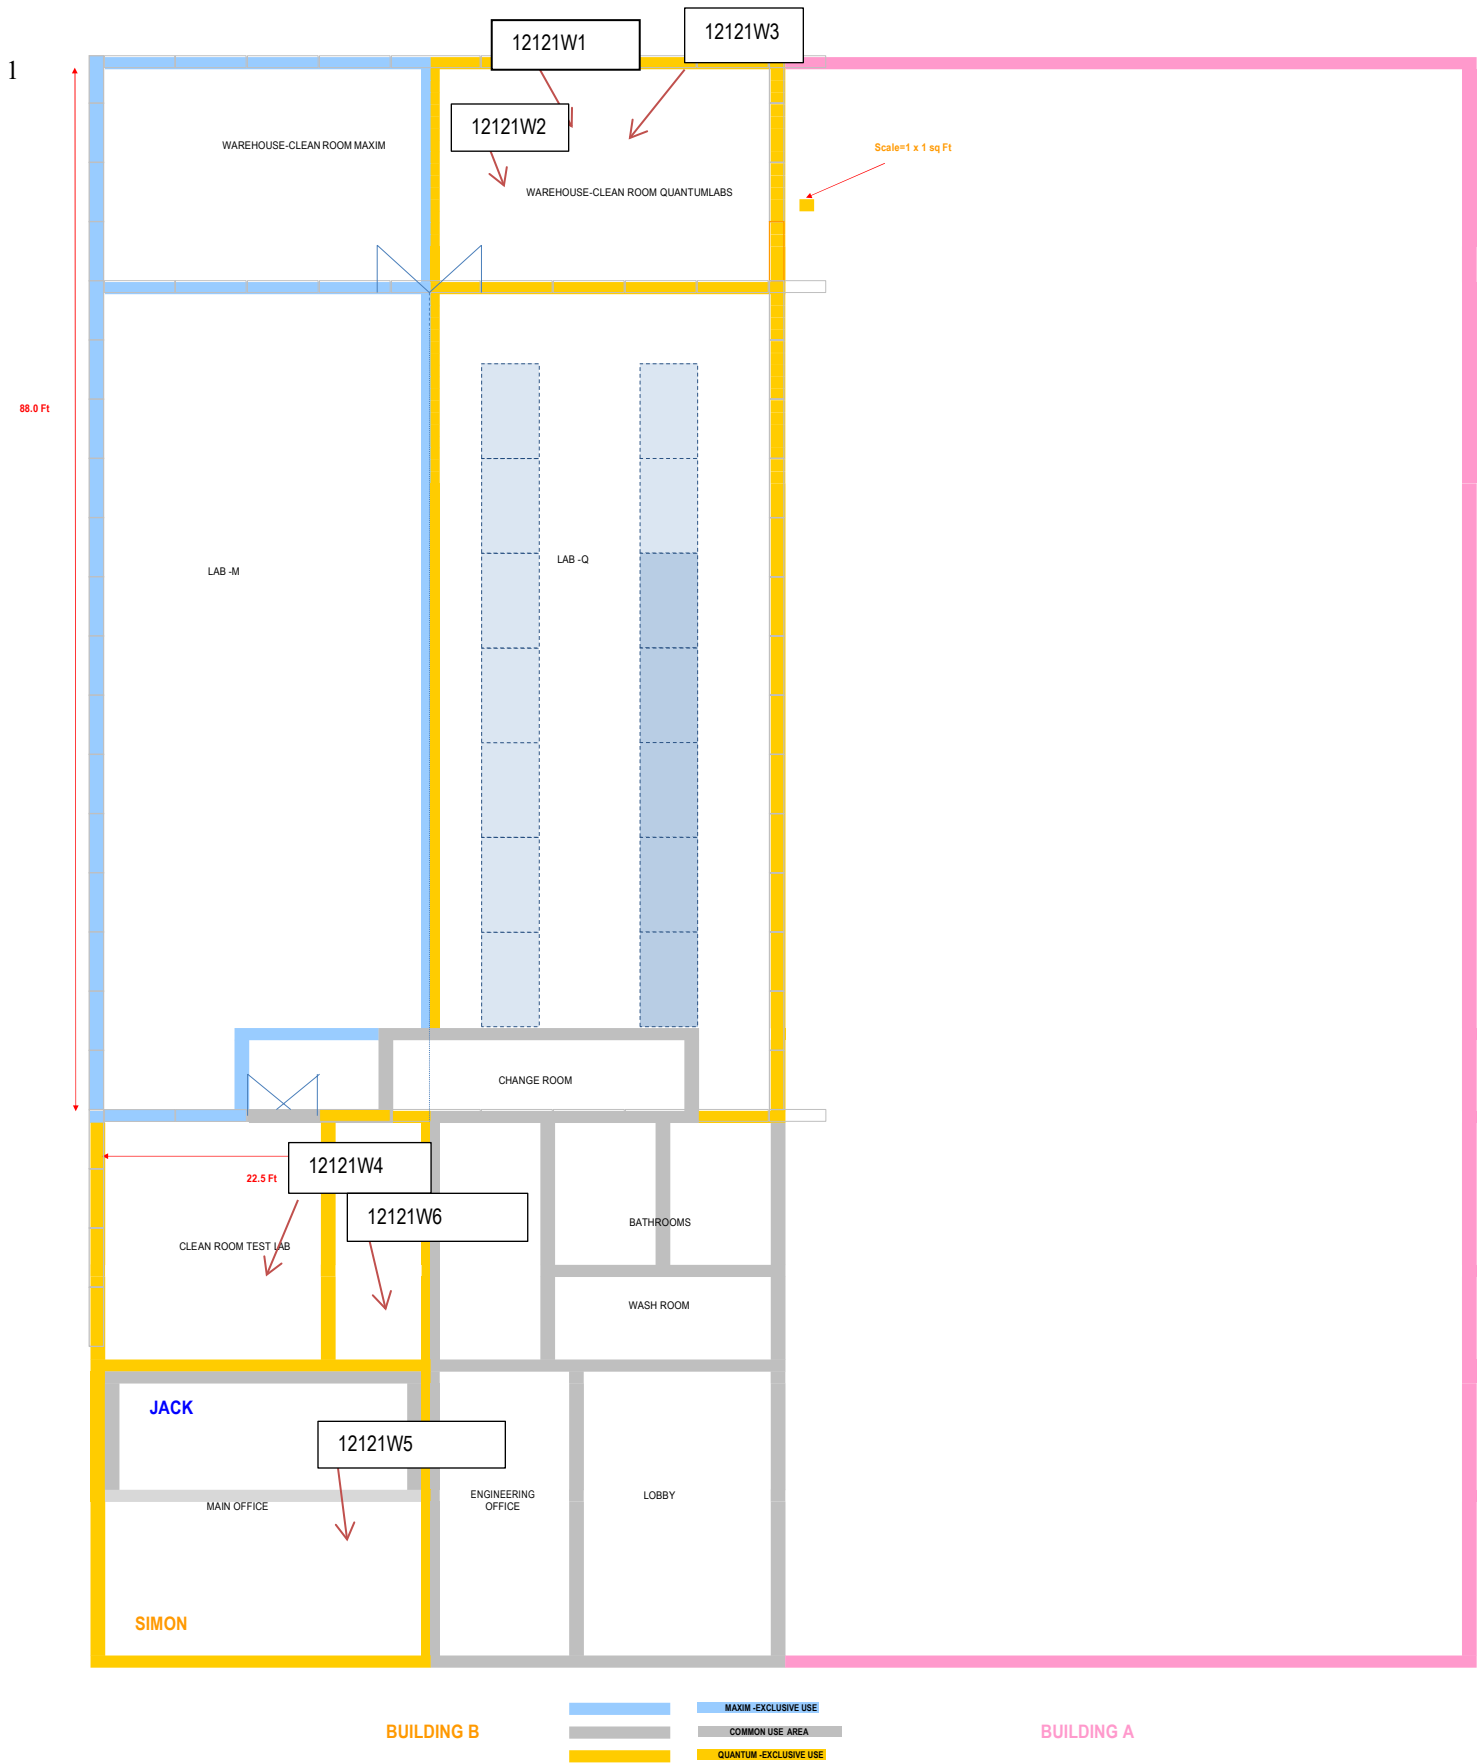 12121W1
12121W3
1
12121W2
WAREHOUSE-CLEAN ROOM MAXIM
Scale=1 x 1 sq Ft
WAREHOUSE-CLEAN ROOM QUANTUMLABS
88.0 Ft
LAB -M
LAB -Q
CHANGE ROOM
12121W4
22.5 Ft
12121W6
BATHROOMS
CLEAN ROOM TEST LAB
WASH ROOM
JACK
12121W5
MAIN OFFICE
ENGINEERING
OFFICE
LOBBY
SIMON
MAXIM -EXCLUSIVE USE
BUILDING B
COMMON USE AREA
BUILDING A
QUANTUM -EXCLUSIVE USE